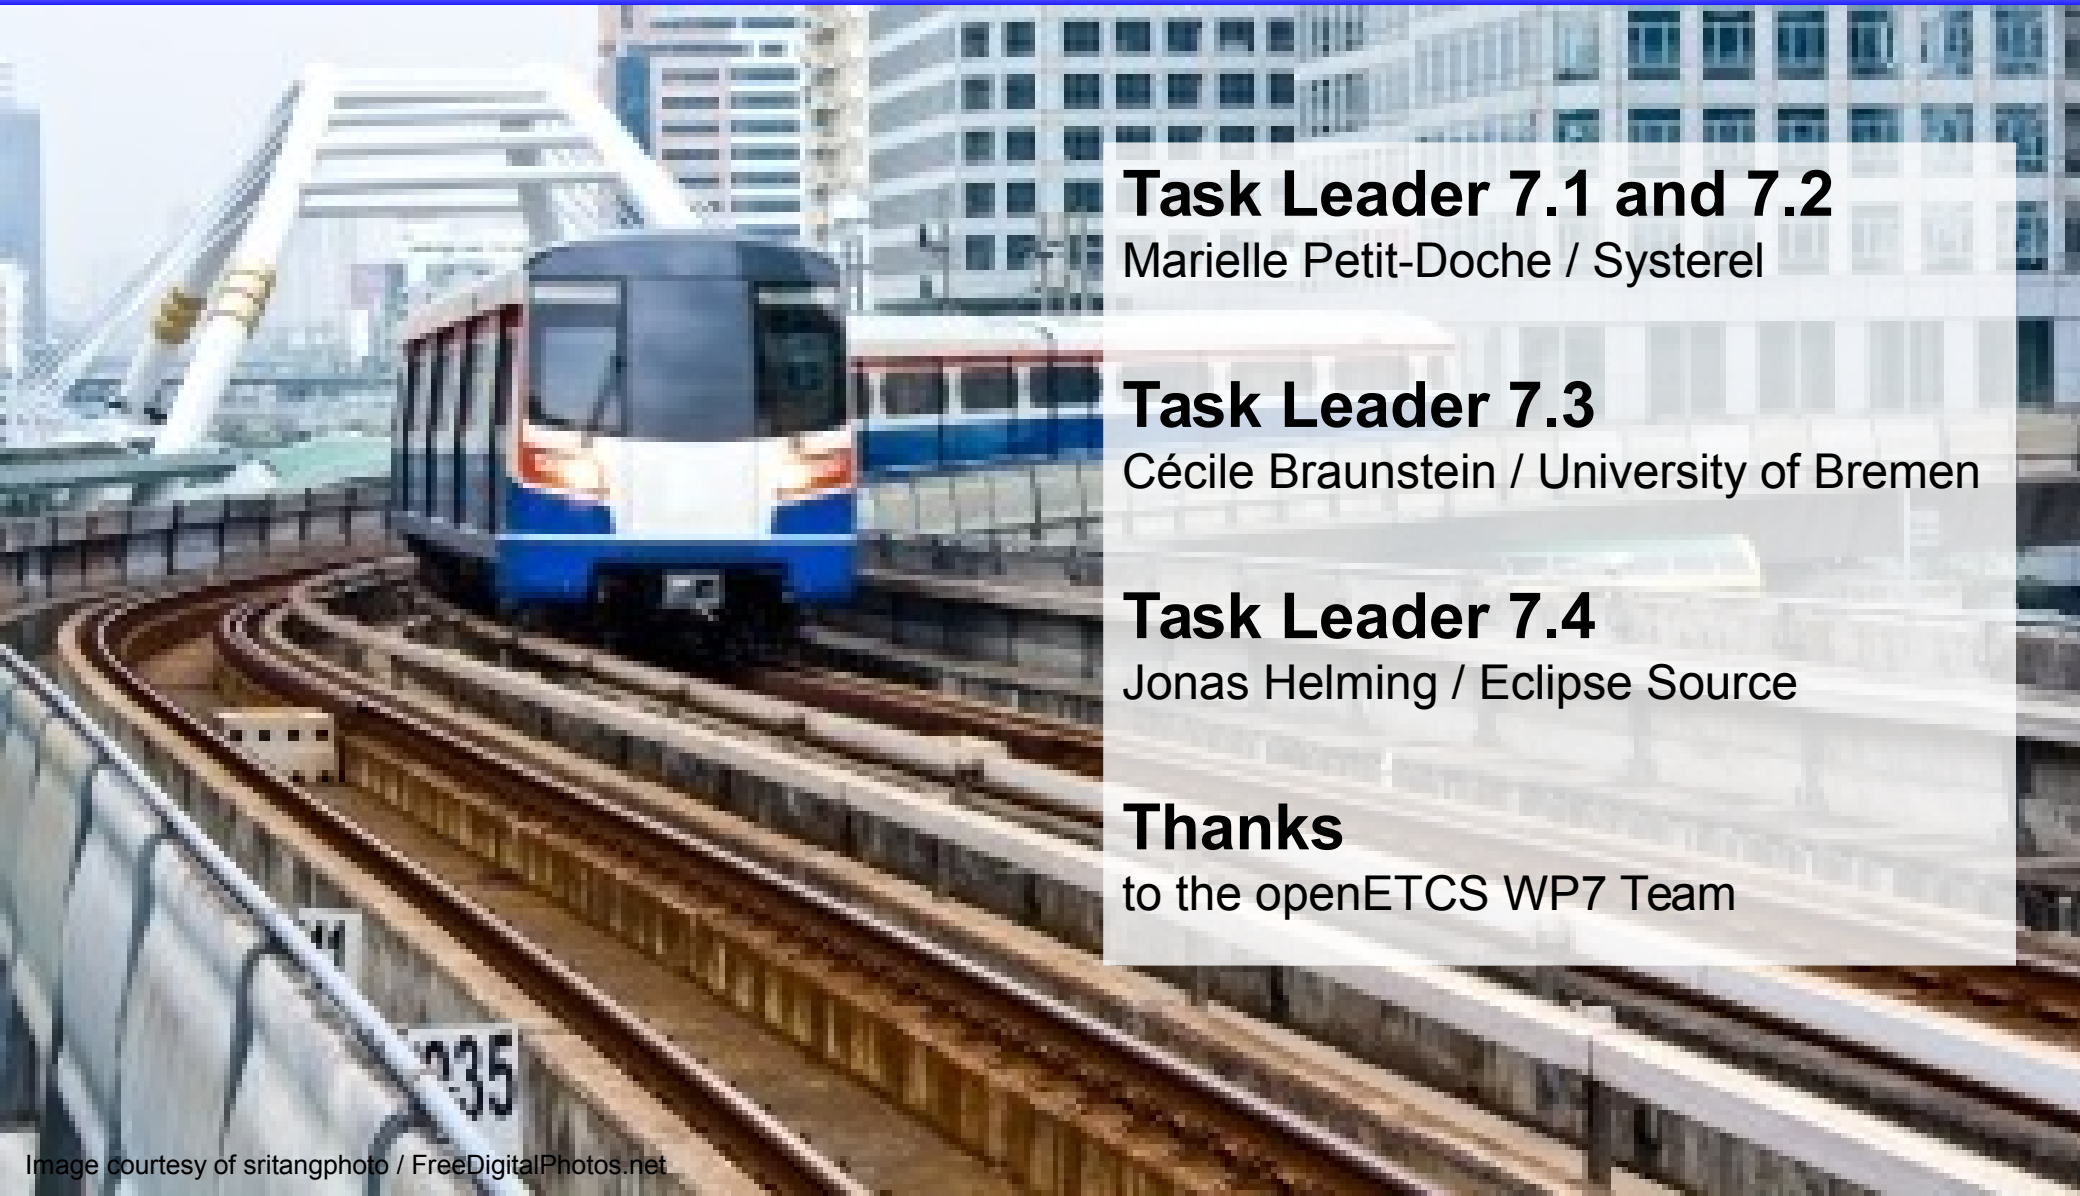 Task Leader 7.1 and 7.2
Marielle Petit-Doche / Systerel
Task Leader 7.3
Cécile Braunstein / University of Bremen
Task Leader 7.4
Jonas Helming / Eclipse Source
Thanks
to the openETCS WP7 Team
Image courtesy of sritangphoto / FreeDigitalPhotos.net